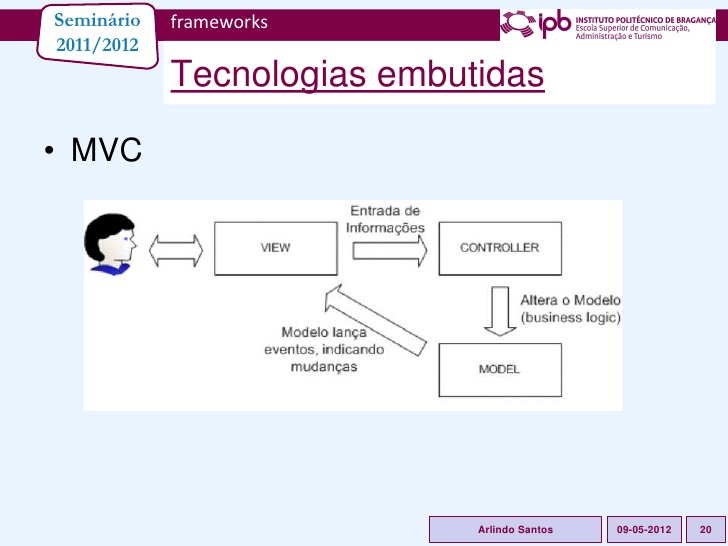 Seminário
2011/2012
frameworks
ipb
INSTITUTO POLITÉCNICO DE BRAGANÇA
Escola Superior de Comunicação,
Administração e Turismo
Tecnologias embutidas
• MVC
Entrada de
Informações
VIEW
CONTROLLER
Altera o Modelo
(business logic)
Modelo lança
eventos, indicando
mudanças
MODEL
Arlindo Santos
09-05-2012
20